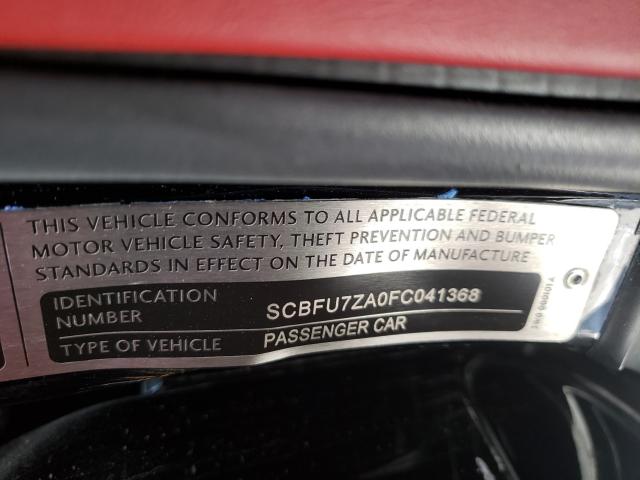 THIS VEHICLE CONFORMS TO ALL APPLICABLE FEDERAL
MOTOR VEHICLE SAFETY, THEFT PREVENTION AND BUMPER
STANDARDS IN EFFECT ON THE DATE OF MANUFACTURE
IDENTIFICATION
NUMBER
SCBFU7ZA0FC041368
TYPE OF VEHICLE
PASSENGER CAR